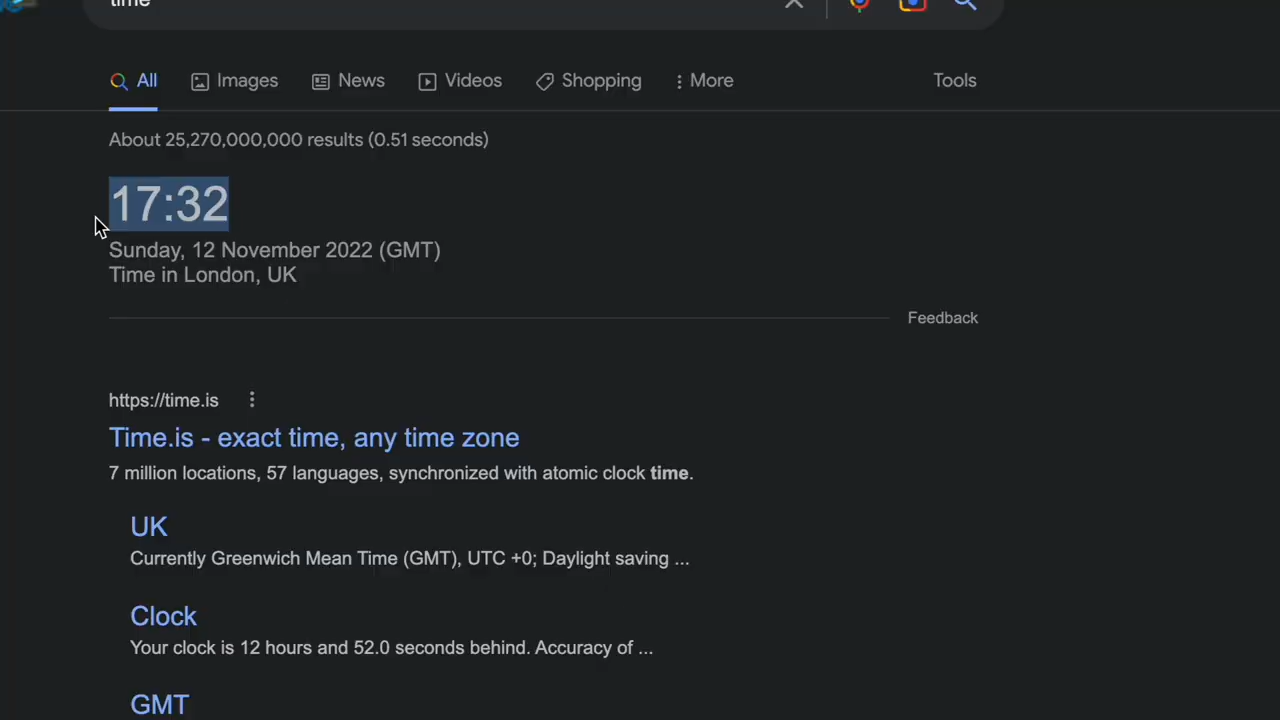 time
All Images News Videos Shopping More Tools
About 25,270,000,000 results (0.51 seconds)
17:32
Sunday, 12 November 2022 (GMT)
Time in London, UK
Feedback
https://time.is
Time.is - exact time, any time zone
7 million locations, 57 languages, synchronized with atomic clock time.
UK
Currently Greenwich Mean Time (GMT), UTC +0; Daylight saving ...
Clock
Your clock is 12 hours and 52.0 seconds behind. Accuracy of ...
GMT